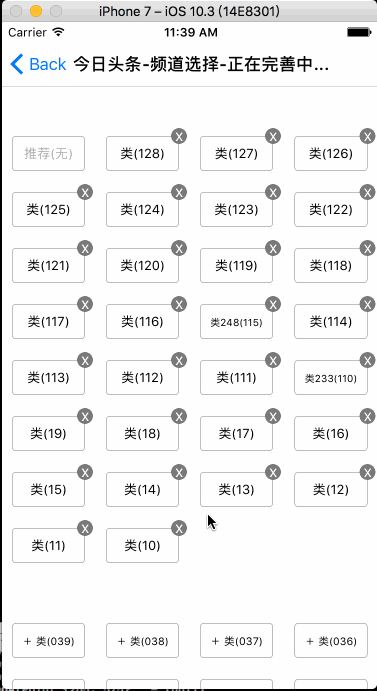 iPhone 7 – iOS 10.3 (14E8301)
Carrier 11:39 AM
Back 今日头条-频道选择-正在完善中...
X X X
推荐(无) 类(128) 类(127) 类(126)
X X X X
类(125) 类(124) 类(123) 类(122)
X X X X
类(121) 类(120) 类(119) 类(118)
X X X X
类(117) 类(116) 类248(115) 类(114)
X X X X
类(113) 类(112) 类(111) 类233(110)
X X X X
类(19) 类(18) 类(17) 类(16)
X X X X
类(15) 类(14) 类(13) 类(12)
X X
类(11) 类(10)
+ 类(039) + 类(038) + 类(037) + 类(036)